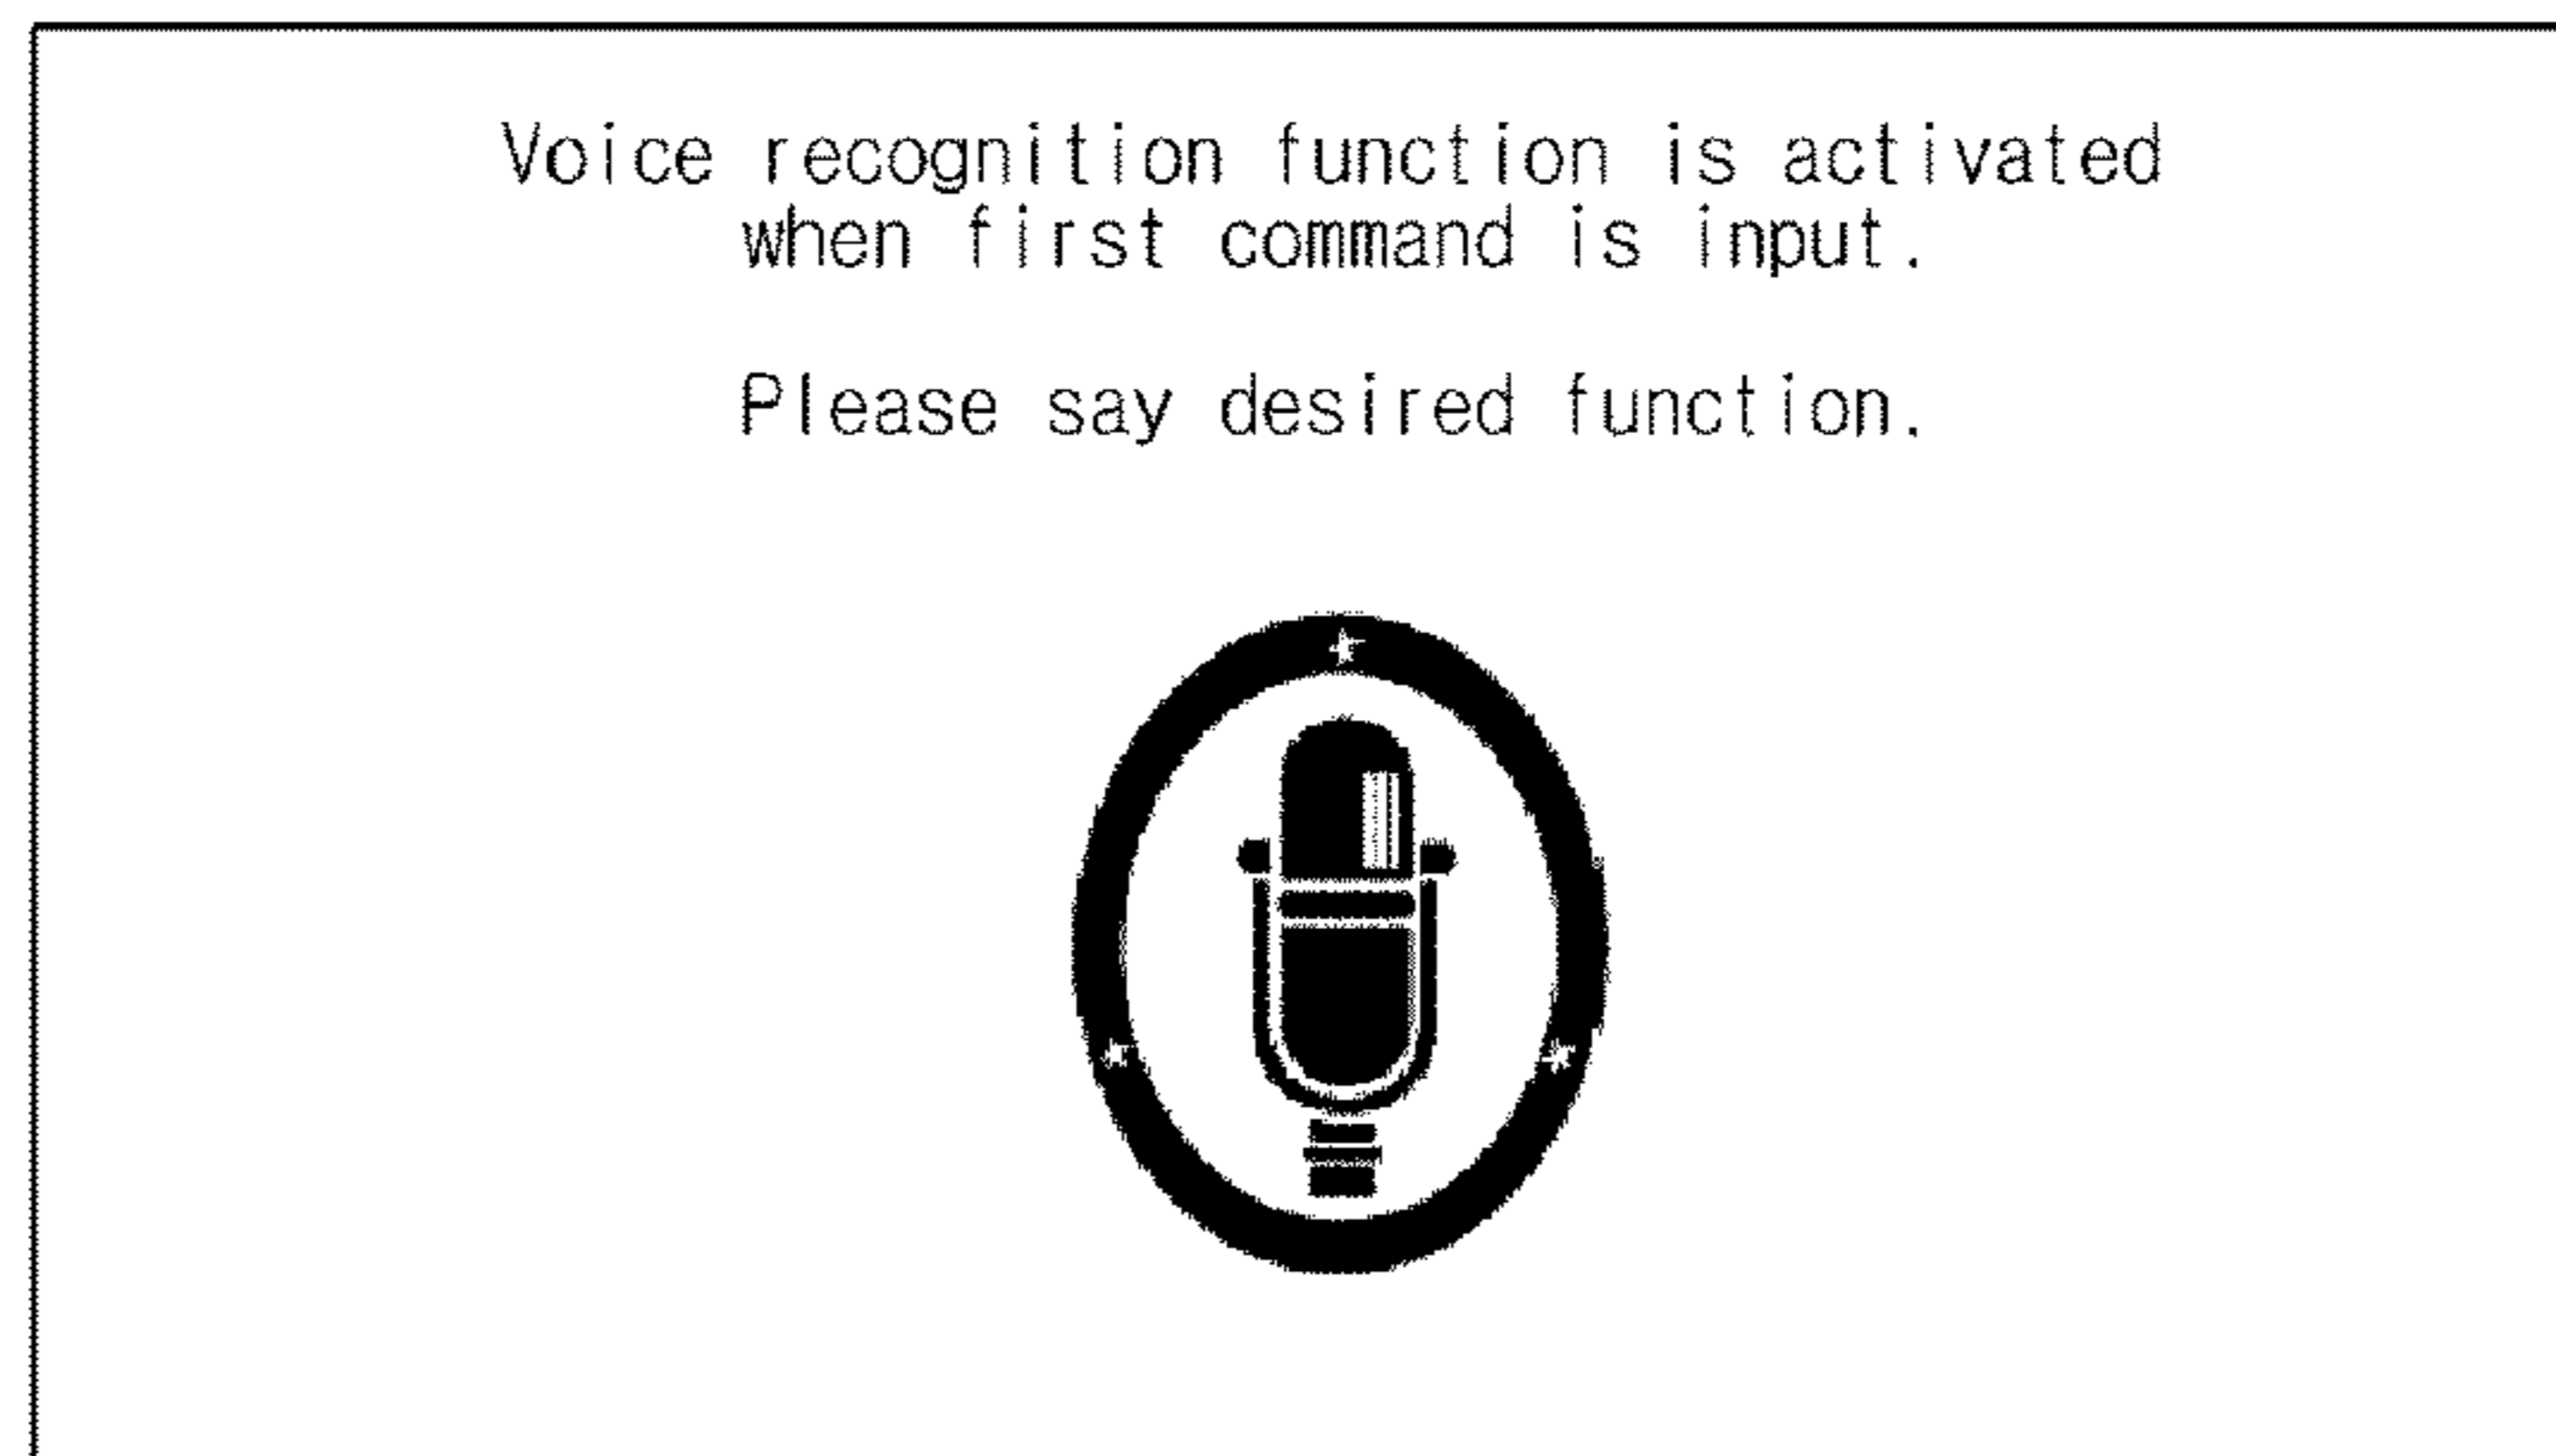 Voice recognition function is activated
when first command is input.
Please say desired function.